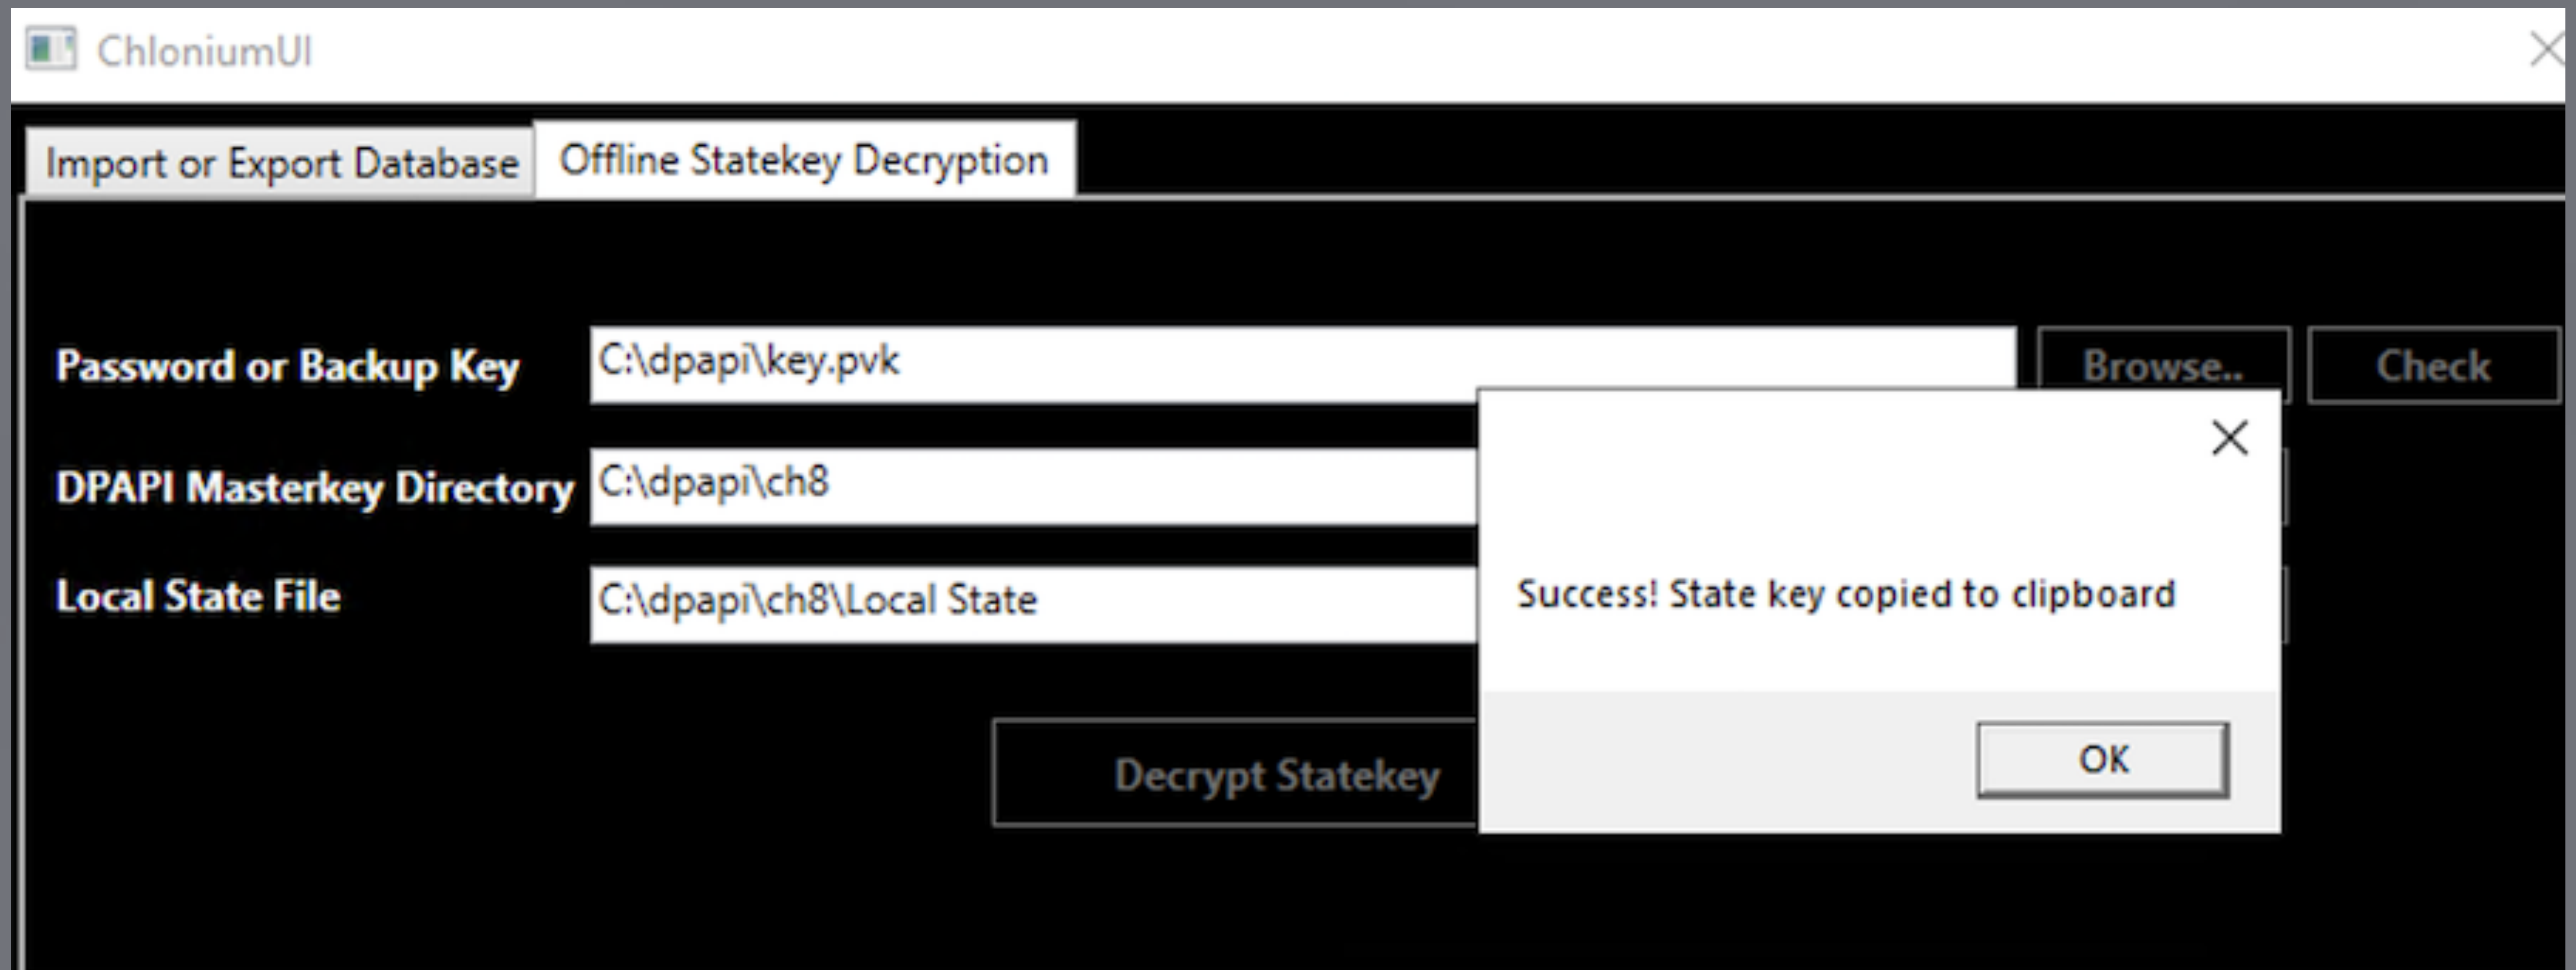 ChloniumUI
Import or Export Database Offline Statekey Decryption
Password or Backup Key C:\dpapi\key.pvk Browse.. Check
DPAPI Masterkey Directory C:\dpapi\ch8
Local State File C:\dpapi\ch8\Local State
Success! State key copied to clipboard
Decrypt Statekey
OK